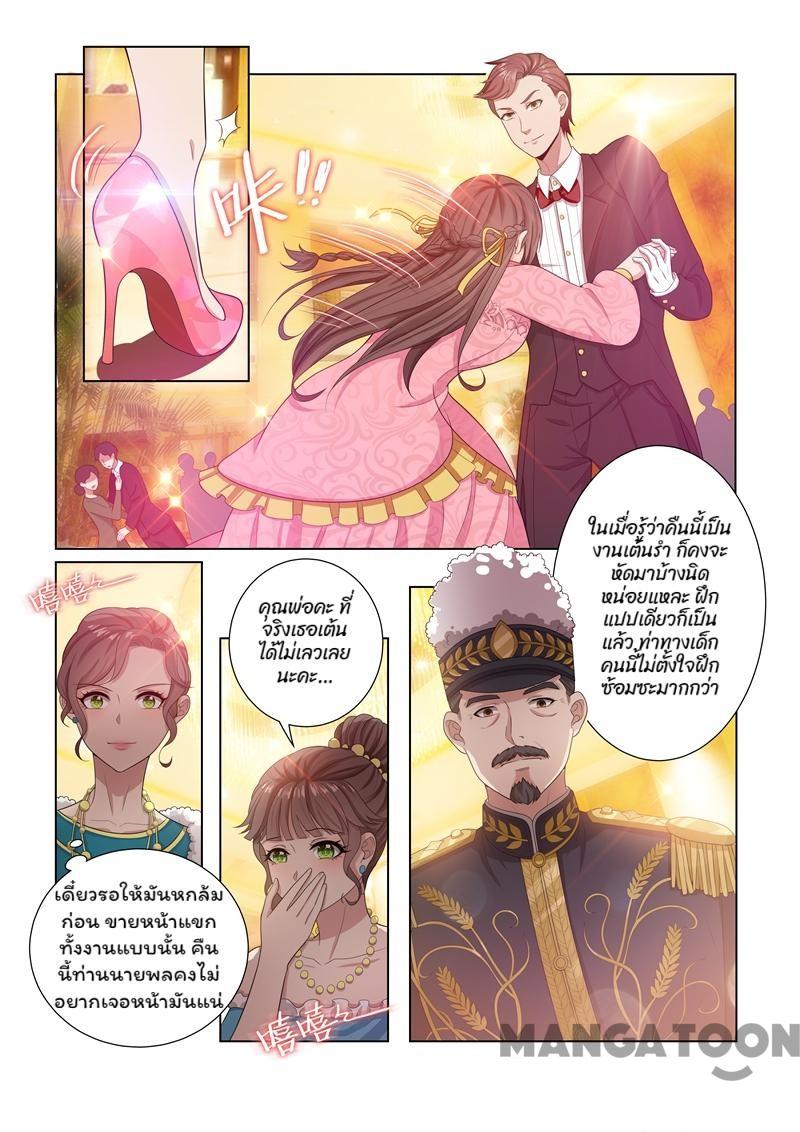 咔!!
ในเมื่อรู้ว่าคืนนี้เป็น
งานเต้นรำ ก็คงจะ
หัดมาบ้างนิด
หน่อยแหละ ฝึก
แปปเดียวก็เป็น
แล้ว ท่าทางเด็ก
คนนี้ไม่ตั้งใจฝึก
ซ้อมซะมากกว่า
嘻嘻~
คุณพ่อคะ ที่
จริงเธอเต้น
ได้ไม่เลวเลย
นะคะ...
เดี๋ยวรอให้มันหกล้ม
ก่อน ขายหน้าแขก
ทั้งงานแบบนั้น คืน
นี้ท่านนายพลคงไม่
อยากเจอหน้ามันแน่
嘻嘻~
MANGATOON